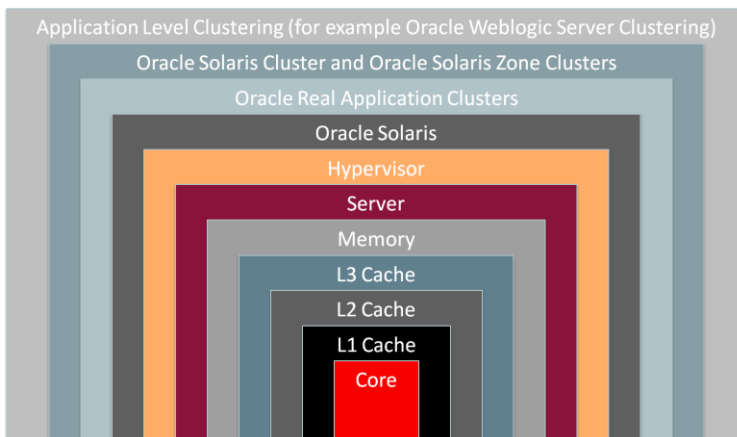 Application Level Clustering (for example Oracle Weblogic Server Clustering)
Oracle Solaris Cluster and Oracle Solaris Zone Clusters
Oracle Real Application Clusters
Oracle Solaris
Hypervisor
Server
Memory
L3 Cache
L2 Cache
L1 Cache
Core